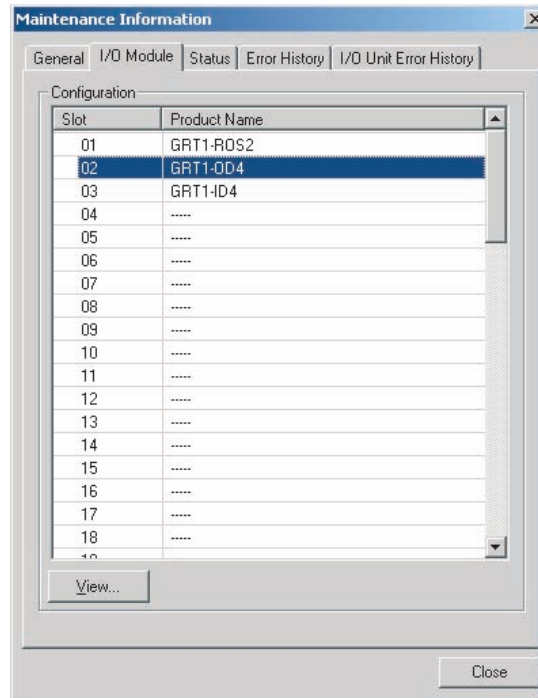 Maintenance Information
General I/O Module Status Error History I/O Unit Error History
Configuration
Slot Product Name
01 GRT1-ROS2
02 GRT1-OD4
03 GRT1-ID4
04 -----
05 -----
06 -----
07 -----
08 -----
09 -----
10 -----
11 -----
12 -----
13 -----
14 -----
15 -----
16 -----
17 -----
18 -----
View...
Close